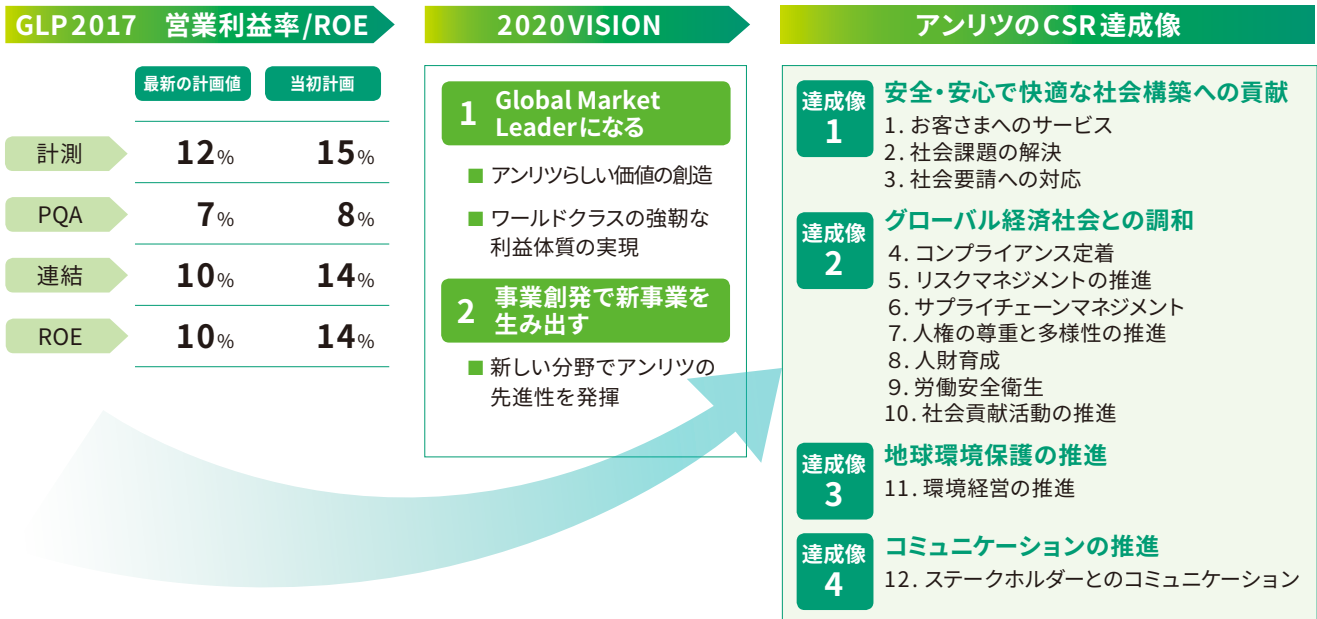 GLP2017 営業利益率/ROE
最新の計画値 当初計画
計測 12% 15%
PQA 7% 8%
連結 10% 14%
ROE 10% 14%
2020VISION
1 Global Market
Leaderになる
■ アンリツらしい価値の創造
■ ワールドクラスの強靭な
利益体質の実現
2 事業創発で新事業を
生み出す
■ 新しい分野でアンリツの
先進性を発揮
アンリツのCSR達成像
達成像
1
安全・安心で快適な社会構築への貢献
1. お客さまへのサービス
2. 社会課題の解決
3. 社会要請への対応
達成像
2
グローバル経済社会との調和
4. コンプライアンス定着
5. リスクマネジメントの推進
6. サプライチェーンマネジメント
7. 人権の尊重と多様性の推進
8. 人財育成
9. 労働安全衛生
10. 社会貢献活動の推進
達成像
3
地球環境保護の推進
11. 環境経営の推進
達成像
4
コミュニケーションの推進
12. ステークホルダーとのコミュニケーション